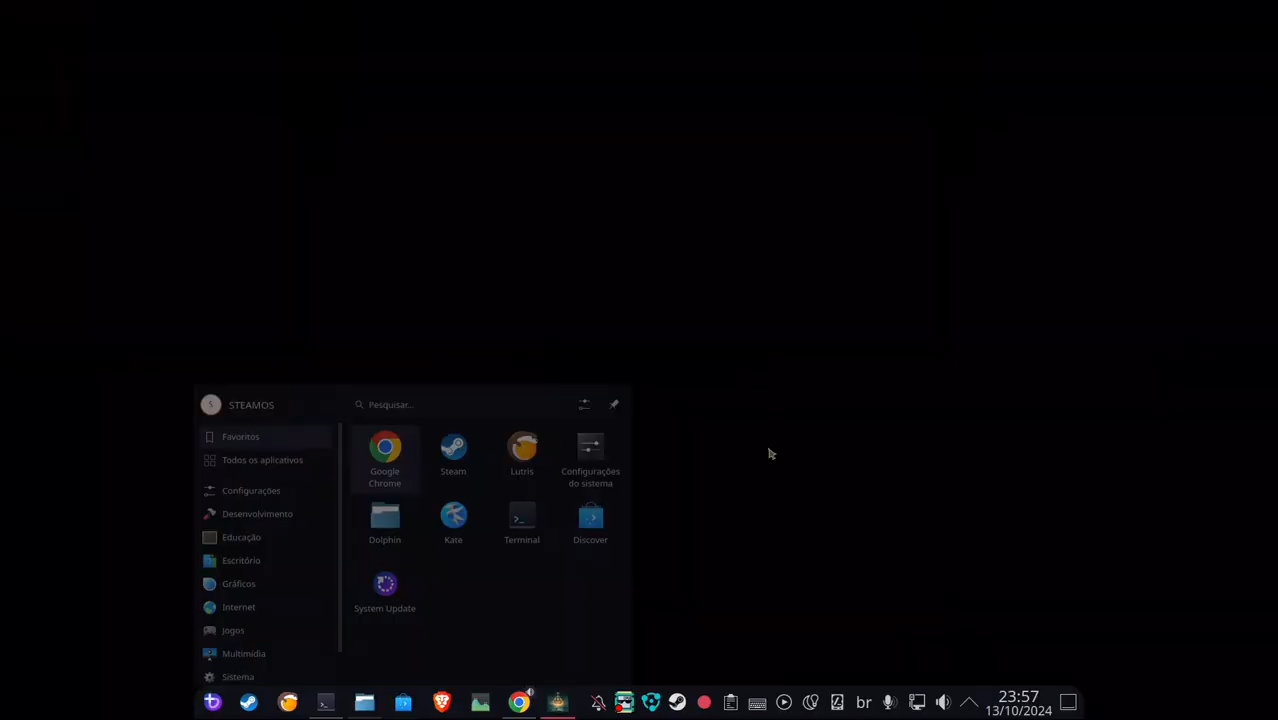 STEAMOS
Pesquisar...
Favoritos
Todos os aplicativos
Configurações
Desenvolvimento
Educação
Escritório
Gráficos
Internet
Jogos
Multimídia
Sistema
Google
Chrome
Steam
Lutris
Configurações
do sistema
Dolphin
Kate
Terminal
Discover
System Update
br
23:57
13/10/2024